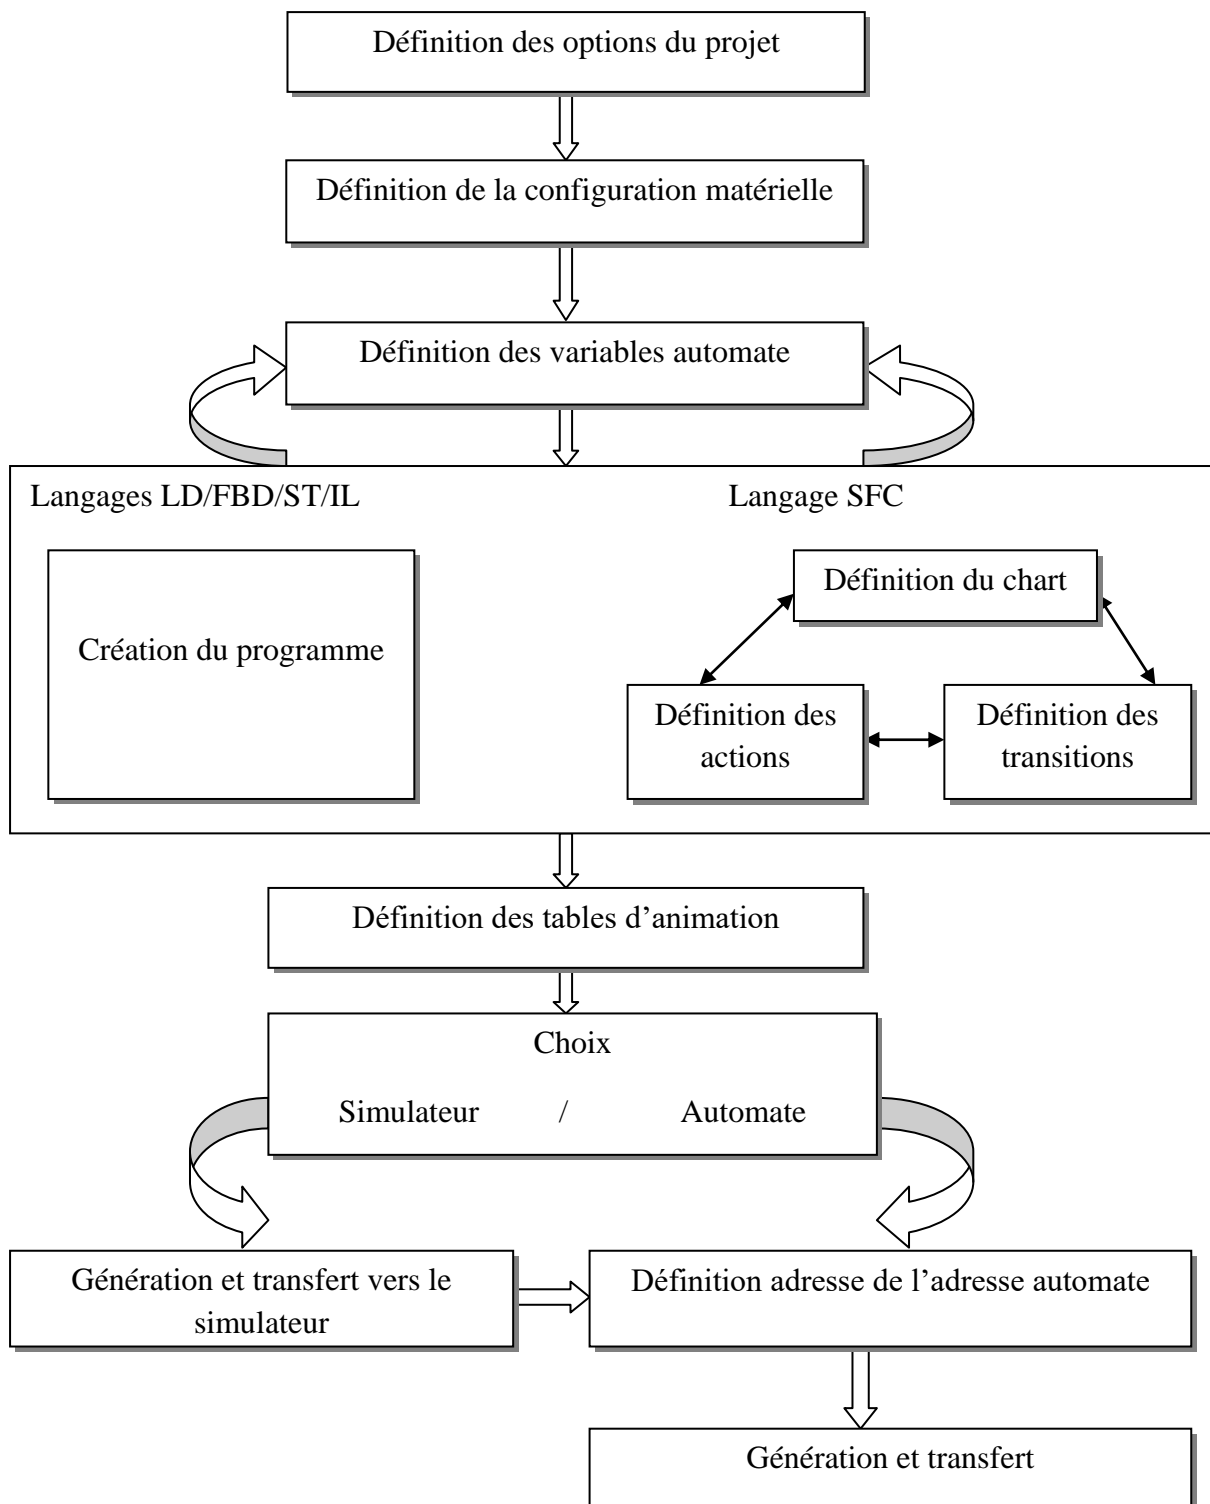 Définition des options du projet
Définition de la configuration matérielle
Définition des variables automate
Langages LD/FBD/ST/IL
Langage SFC
Création du programme
Définition du chart
Définition des
actions
Définition des
transitions
Définition des tables d’animation
Choix
Simulateur / Automate
Génération et transfert vers le
simulateur
Définition adresse de l’adresse automate
Génération et transfert